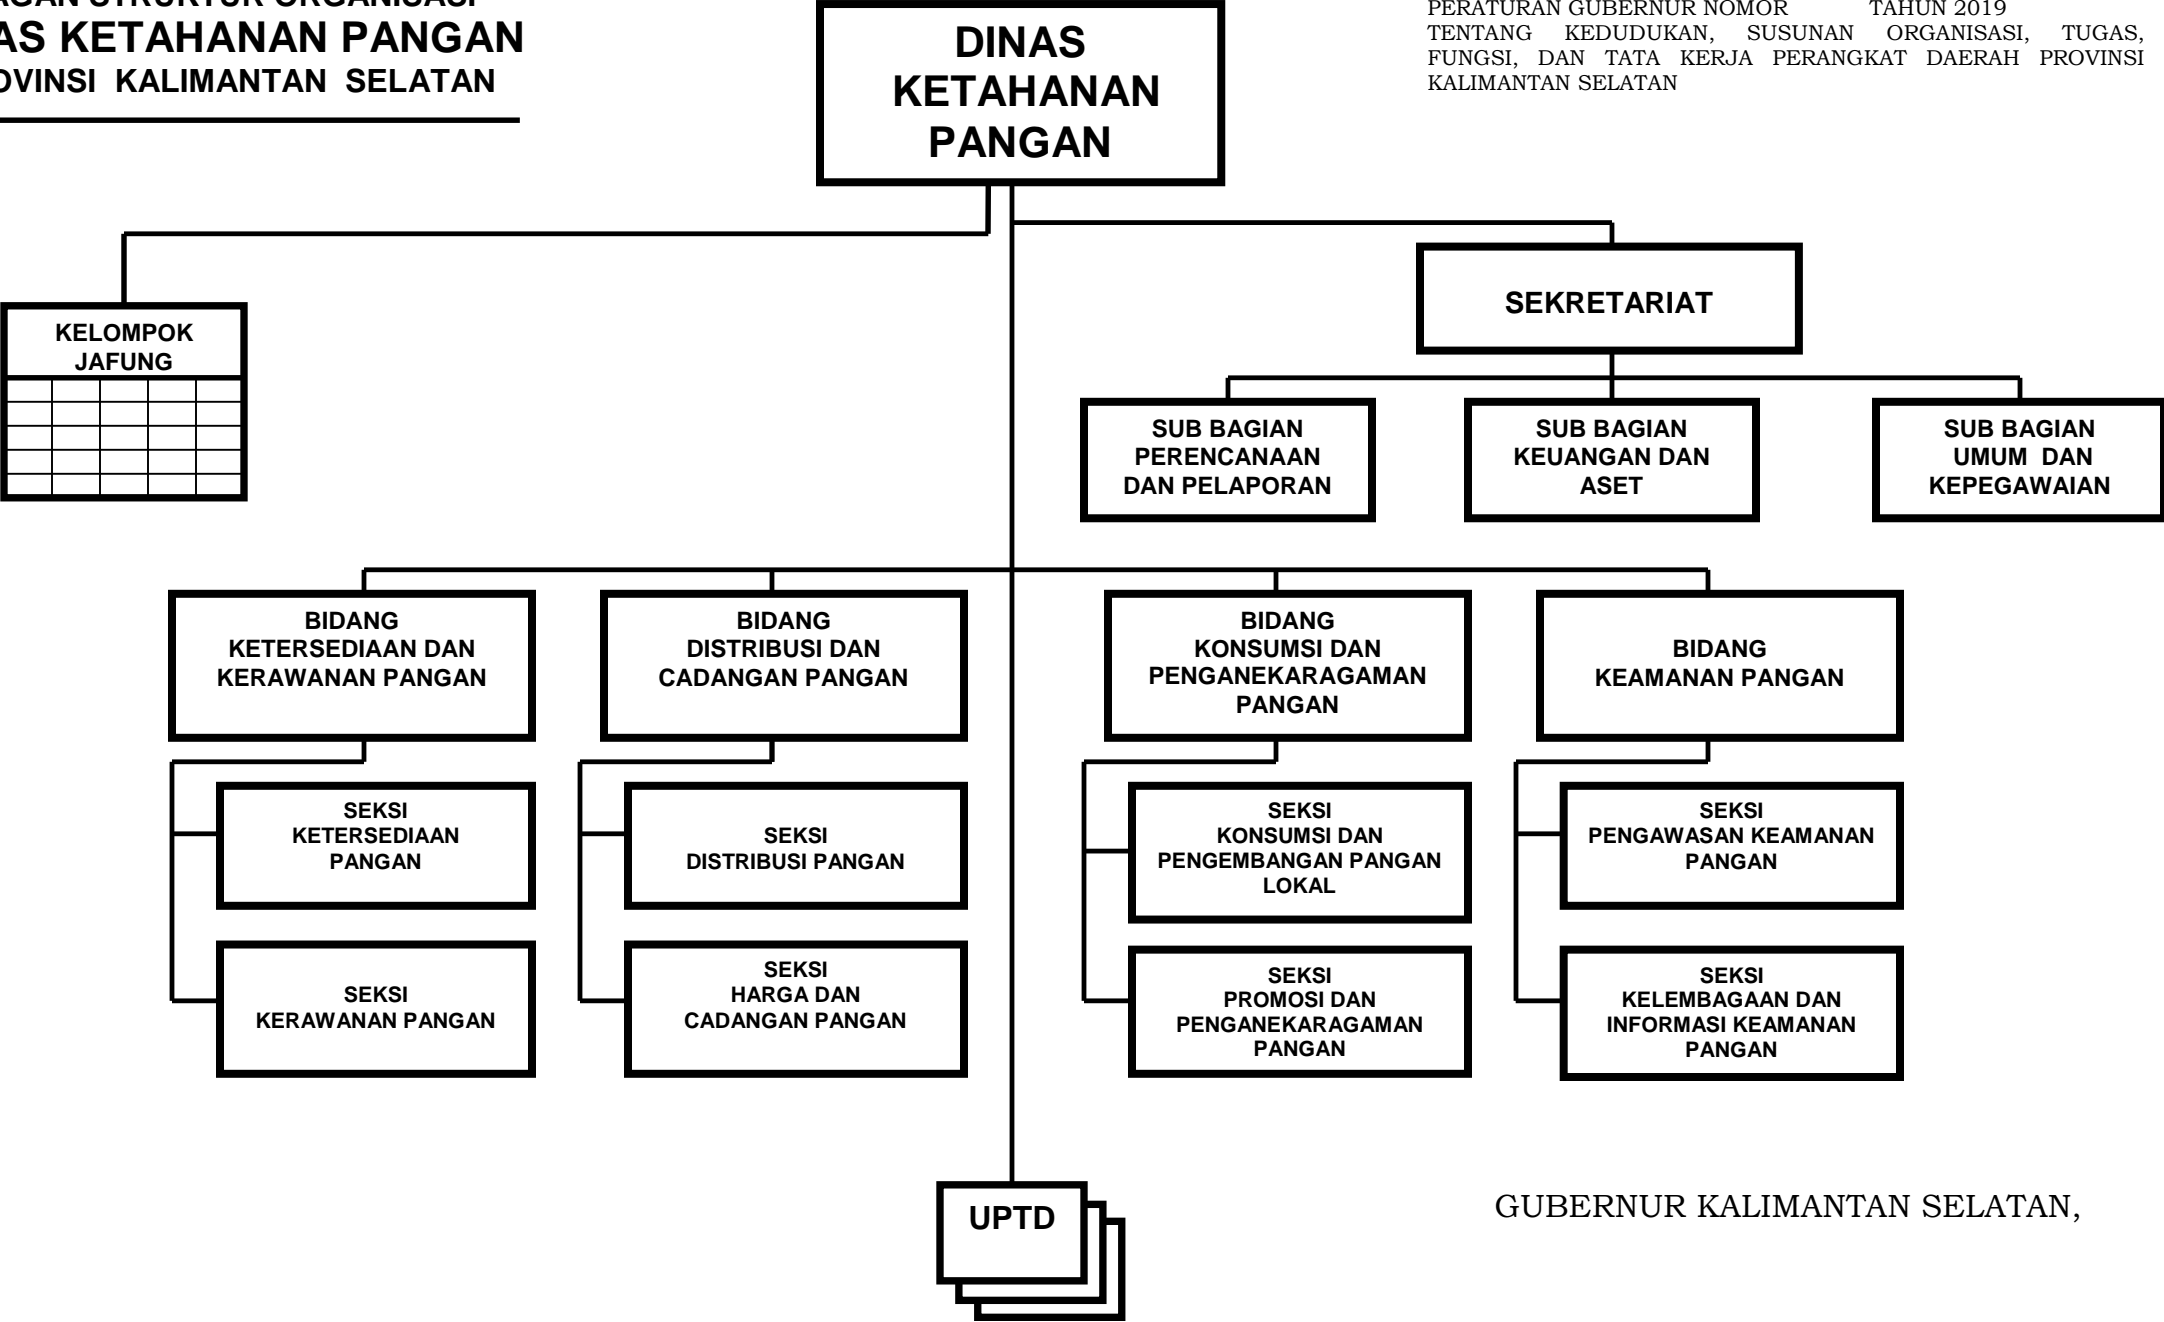 STRUKTUR ORGANISASI
KETAHANAN PANGAN
KALIMANTAN SELATAN
DINAS
KETAHANAN
PANGAN
PERATURAN GUBERNUR NOMOR TAHUN 2019
TENTANG KEDUDUKAN, SUSUNAN ORGANISASI, TUGAS,
FUNGSI, DAN TATA KERJA PERANGKAT DAERAH PROVINSI
KALIMANTAN SELATAN
SEKRETARIAT
KELOMPOK
JAFUNG
SUB BAGIAN
PERENCANAAN
DAN PELAPORAN
SUB BAGIAN
KEUANGAN DAN
ASET
SUB BAGIAN
UMUM DAN
KEPEGAWAIAN
BIDANG
KETERSEDIAAN DAN
KERAWANAN PANGAN
BIDANG
DISTRIBUSI DAN
CADANGAN PANGAN
BIDANG
KONSUMSI DAN
PENGANEKARAGAMAN
PANGAN
BIDANG
KEAMANAN PANGAN
SEKSI
KETERSEDIAAN
PANGAN
SEKSI
DISTRIBUSI PANGAN
SEKSI
KONSUMSI DAN
PENGEMBANGAN PANGAN
LOKAL
SEKSI
PENGAWASAN KEAMANAN
PANGAN
SEKSI
KERAWANAN PANGAN
SEKSI
HARGA DAN
CADANGAN PANGAN
SEKSI
PROMOSI DAN
PENGANEKARAGAMAN
PANGAN
SEKSI
KELEMBAGAAN DAN
INFORMASI KEAMANAN
PANGAN
UPTD
GUBERNUR KALIMANTAN SELATAN,